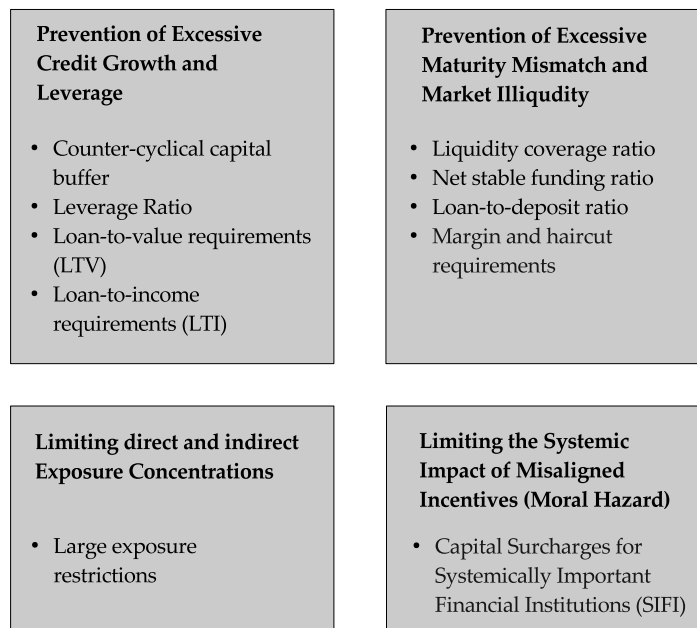 Prevention of Excessive
Credit Growth and
Leverage
• Counter-cyclical capital
buffer
• Leverage Ratio
• Loan-to-value requirements
(LTV)
• Loan-to-income
requirements (LTI)
Prevention of Excessive
Maturity Mismatch and
Market Illiqudity
• Liquidity coverage ratio
• Net stable funding ratio
• Loan-to-deposit ratio
• Margin and haircut
requirements
Limiting direct and indirect
Exposure Concentrations
• Large exposure
restrictions
Limiting the Systemic
Impact of Misaligned
Incentives (Moral Hazard)
• Capital Surcharges for
Systemically Important
Financial Institutions (SIFI)